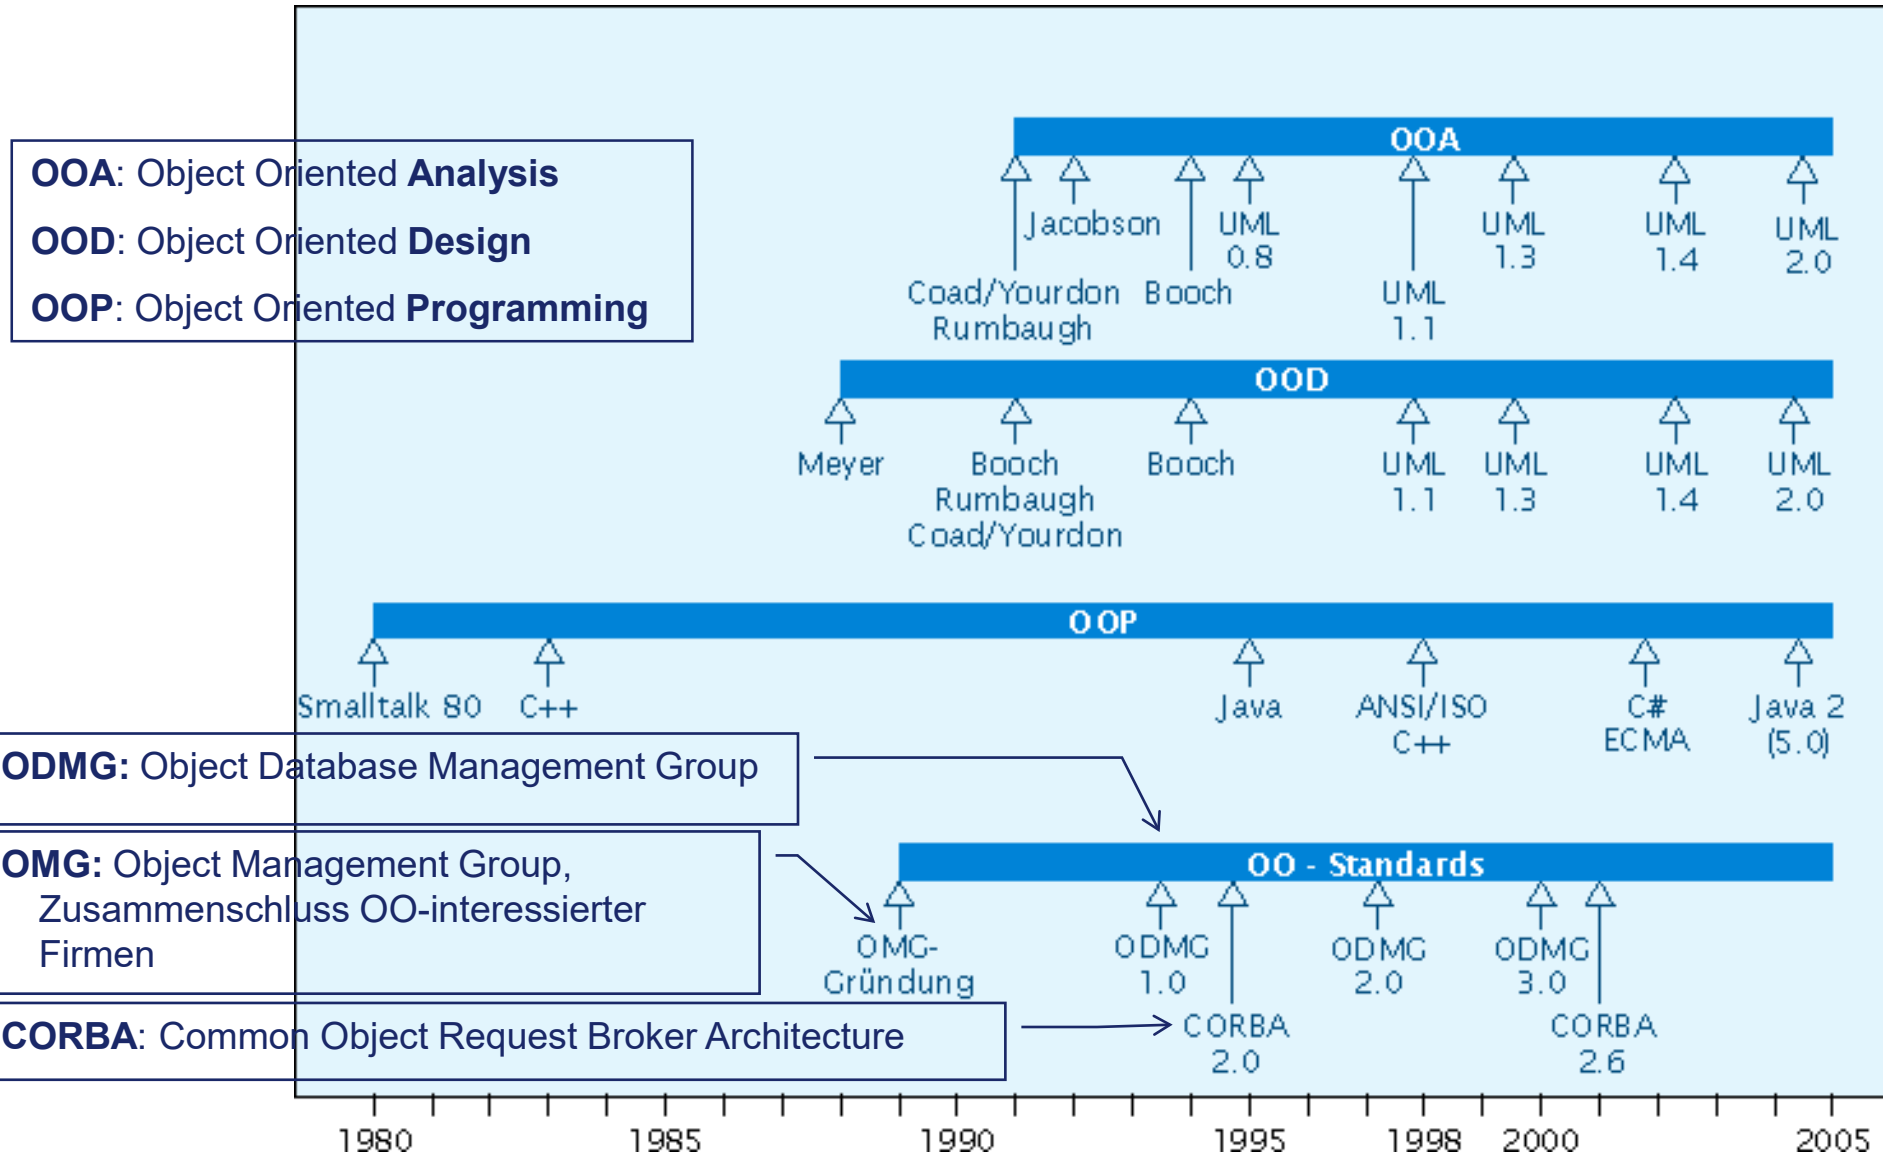 OOA
OOA: Object Oriented Analysis
OOD: Object Oriented Design
OOP: Object Oriented Programming
Jacobson
UML
0.8
UML
1.3
UML
1.4
UML
2.0
Coad/Yourdon
Rumbaugh
Booch
UML
1.1
OOD
Meyer
Booch
Rumbaugh
Coad/Yourdon
Booch
UML
1.1
UML
1.3
UML
1.4
UML
2.0
OOP
Smalltalk 80
C++
Java
ANSI/ISO
C++
C#
ECMA
Java 2
(5.0)
ODMG: Object Database Management Group
OMG: Object Management Group,
Zusammenschluss OO-interessierter
Firmen
OO - Standards
OMG-
Gründung
ODMG
1.0
ODMG
2.0
ODMG
3.0
CORBA: Common Object Request Broker Architecture
CORBA
2.0
CORBA
2.6
1980 1985 1990 1995 1998 2000 2005